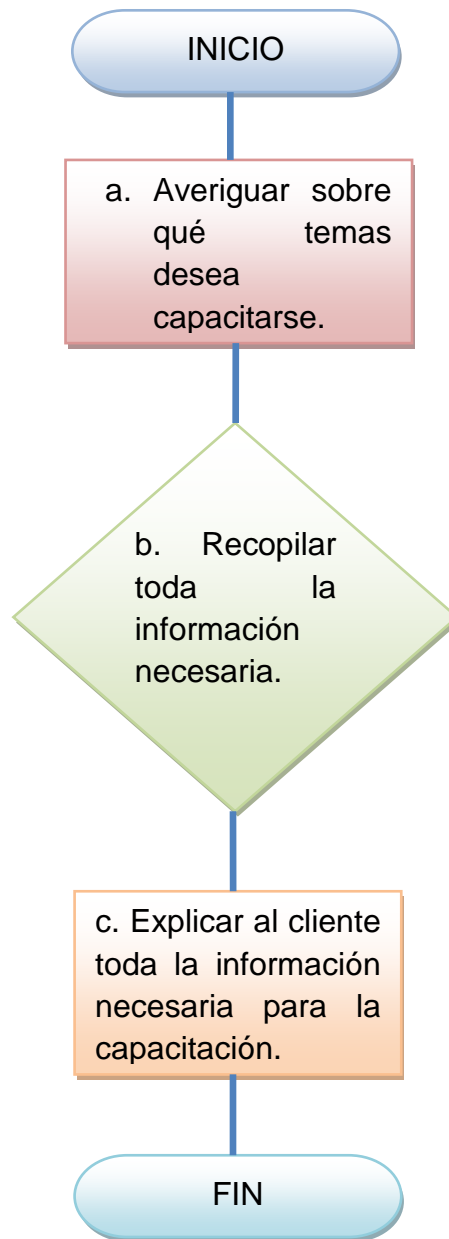 INICIO
a. Averiguar sobre
qué temas
desea
capacitarse.
b. Recopilar
toda la
información
necesaria.
c. Explicar al cliente
toda la información
necesaria para la
capacitación.
FIN